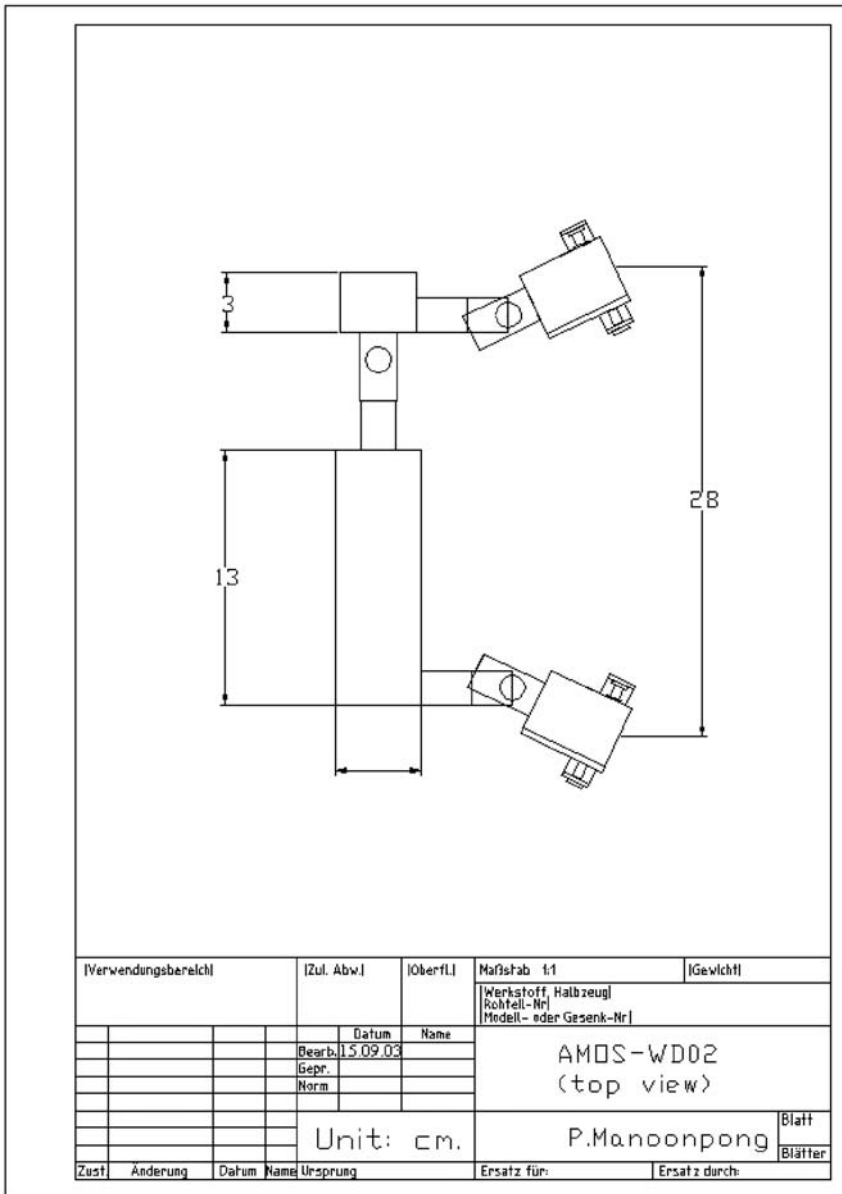 3
28
13
|Verwendungsbereich|
|Zul. Abw.|
|Oberfl.|
Maßstab 1:1
|Gewicht|
|Werkstoff, Halbzeug|
Rohteil-Nr|
|Modell- oder Gesenk-Nr|
Datum
Name
Bearb. 15.09.03
Gepr.
Norm
AMOS-WD02
(top view)
Unit: cm.
P.Manoonpong
Blatt
Blätter
Zust. Änderung Datum Name Ursprung
Ersatz für:
Ersatz durch: